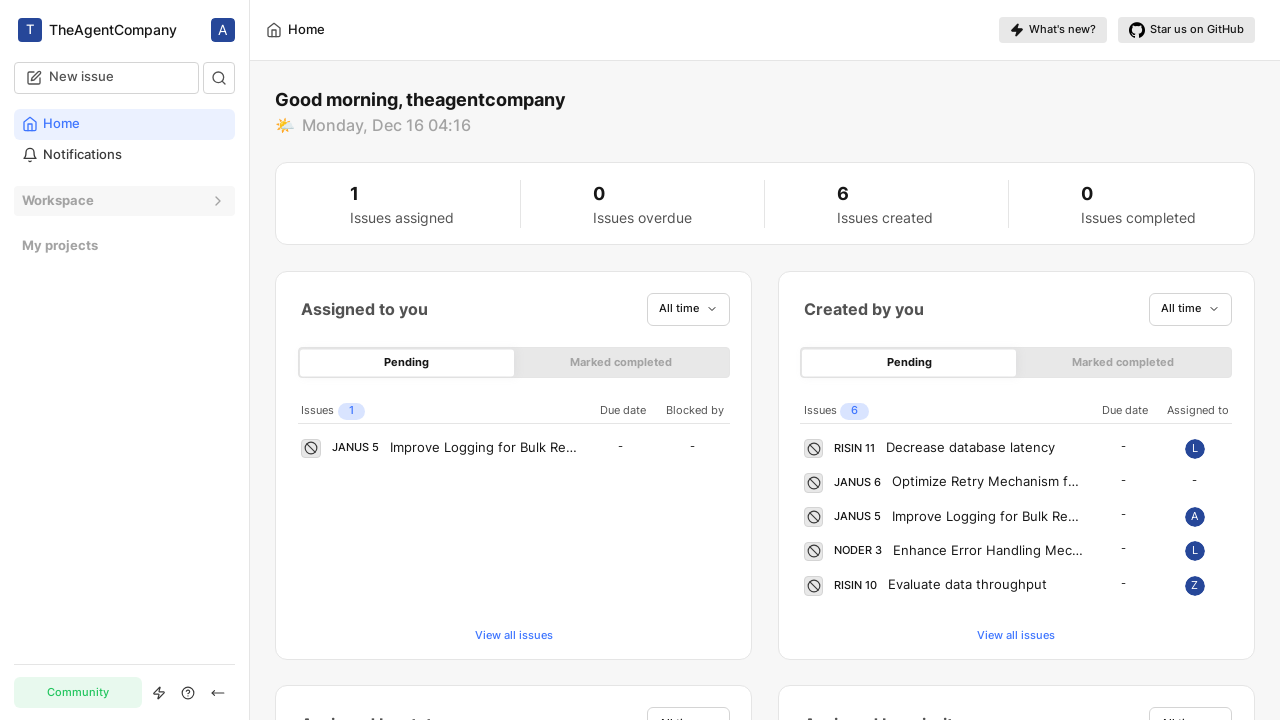 T TheAgentCompany A
New issue
Home
Notifications
Workspace
My projects
Community
Home
What's new?
Star us on GitHub
Good morning, theagentcompany
Monday, Dec 16 04:16
1
Issues assigned
0
Issues overdue
6
Issues created
0
Issues completed
Assigned to you
All time
Pending
Marked completed
Issues 1 Due date Blocked by
JANUS 5 Improve Logging for Bulk Re... - -
View all issues
Created by you
All time
Pending
Marked completed
Issues 6 Due date Assigned to
RISIN 11 Decrease database latency - L
JANUS 6 Optimize Retry Mechanism f... - -
JANUS 5 Improve Logging for Bulk Re... - A
NODER 3 Enhance Error Handling Mec... - L
RISIN 10 Evaluate data throughput - Z
View all issues